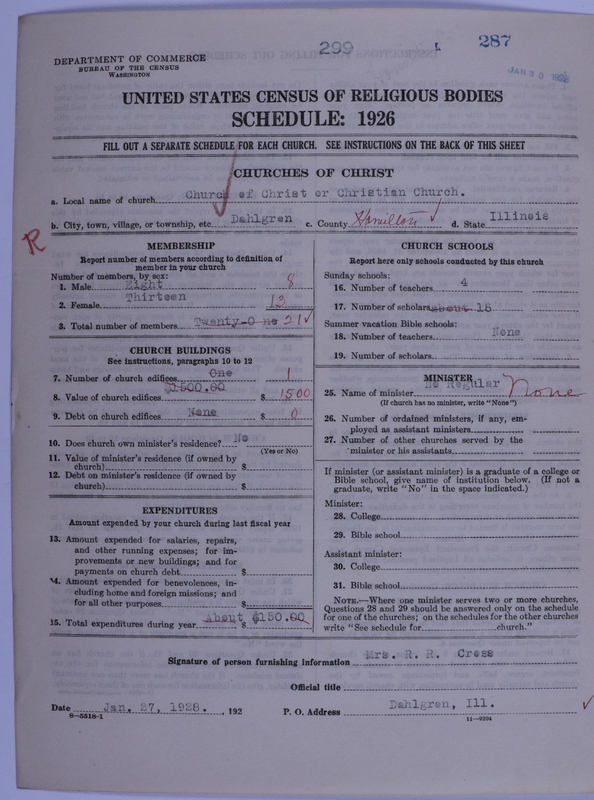 299 287
DEPARTMENT OF COMMERCE
BUREAU OF THE CENSUS
WASHINGTON
UNITED STATES CENSUS OF RELIGIOUS BODIES
SCHEDULE: 1926
FILL OUT A SEPARATE SCHEDULE FOR EACH CHURCH. SEE INSTRUCTIONS ON THE BACK OF THIS SHEET
CHURCHES OF CHRIST
a. Local name of church Church of Christ or Christian Church.
b. City, town, village, or township, etc. Dahlgren c. County Hamilton d. State Illinois
R
MEMBERSHIP
Report number of members according to definition of
member in your church
Number of members, by sex:
1. Male Eight 8
2. Female Thirteen 13
3. Total number of members Twenty-One 21
CHURCH BUILDINGS
See instructions, paragraphs 10 to 12
7. Number of church edifices One 1
8. Value of church edifices $1500.00 $ 1500
9. Debt on church edifices None $ 0
10. Does church own minister's residence? No
(Yes or No)
11. Value of minister's residence (if owned by
church) $
12. Debt on minister's residence (if owned by
church) $
EXPENDITURES
Amount expended by your church during last fiscal year
13. Amount expended for salaries, repairs,
and other running expenses; for im-
provements or new buildings; and for
payments on church debt $
14. Amount expended for benevolences, in-
cluding home and foreign missions; and
for all other purposes $
15. Total expenditures during year About $150.00
CHURCH SCHOOLS
Report here only schools conducted by this church
Sunday schools:
16. Number of teachers 4
17. Number of scholars about 18
Summer vacation Bible schools:
18. Number of teachers None
19. Number of scholars
MINISTER
25. Name of minister No Regular None
(If church has no minister, write "None")
26. Number of ordained ministers, if any, em-
ployed as assistant ministers
27. Number of other churches served by the
minister or his assistants
If minister (or assistant minister) is a graduate of a college or
Bible school, give name of institution below. (If not a
graduate, write "No" in the space indicated.)
Minister:
28. College
29. Bible school
Assistant minister:
30. College
31. Bible school
NOTE.—Where one minister serves two or more churches,
Questions 28 and 29 should be answered only on the schedule
for one of the churches; on the schedules for the other churches
write "See schedule for church."
Signature of person furnishing information Mrs. R. R. Cross
Official title
Date Jan. 27, 1928. , 192 P. O. Address Dahlgren, Ill.
8—5518-1 11—9204